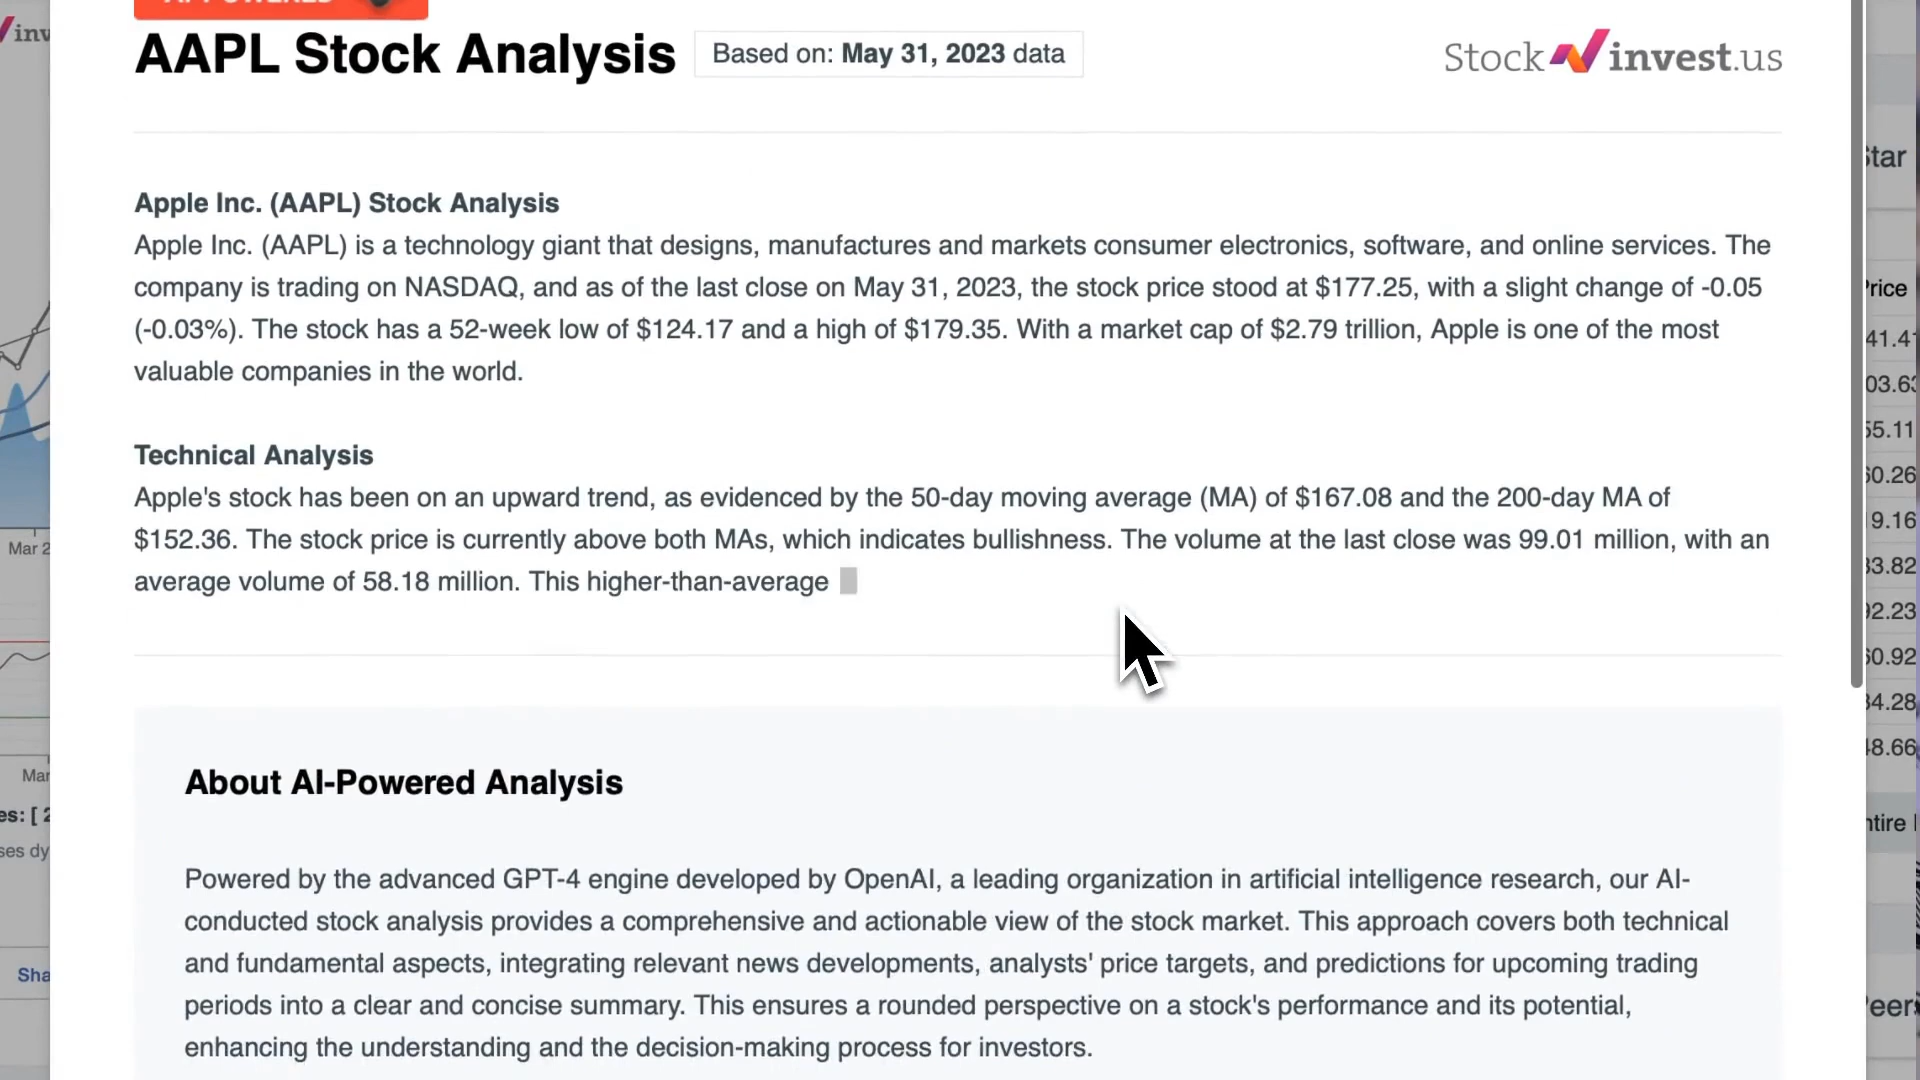 AAPL Stock Analysis
Based on: May 31, 2023 data
Stock invest.us
Apple Inc. (AAPL) Stock Analysis
Apple Inc. (AAPL) is a technology giant that designs, manufactures and markets consumer electronics, software, and online services. The
company is trading on NASDAQ, and as of the last close on May 31, 2023, the stock price stood at $177.25, with a slight change of -0.05
(-0.03%). The stock has a 52-week low of $124.17 and a high of $179.35. With a market cap of $2.79 trillion, Apple is one of the most
valuable companies in the world.
Technical Analysis
Apple's stock has been on an upward trend, as evidenced by the 50-day moving average (MA) of $167.08 and the 200-day MA of
$152.36. The stock price is currently above both MAs, which indicates bullishness. The volume at the last close was 99.01 million, with an
average volume of 58.18 million. This higher-than-average
About AI-Powered Analysis
Powered by the advanced GPT-4 engine developed by OpenAI, a leading organization in artificial intelligence research, our AI-
conducted stock analysis provides a comprehensive and actionable view of the stock market. This approach covers both technical
and fundamental aspects, integrating relevant news developments, analysts' price targets, and predictions for upcoming trading
periods into a clear and concise summary. This ensures a rounded perspective on a stock's performance and its potential,
enhancing the understanding and the decision-making process for investors.